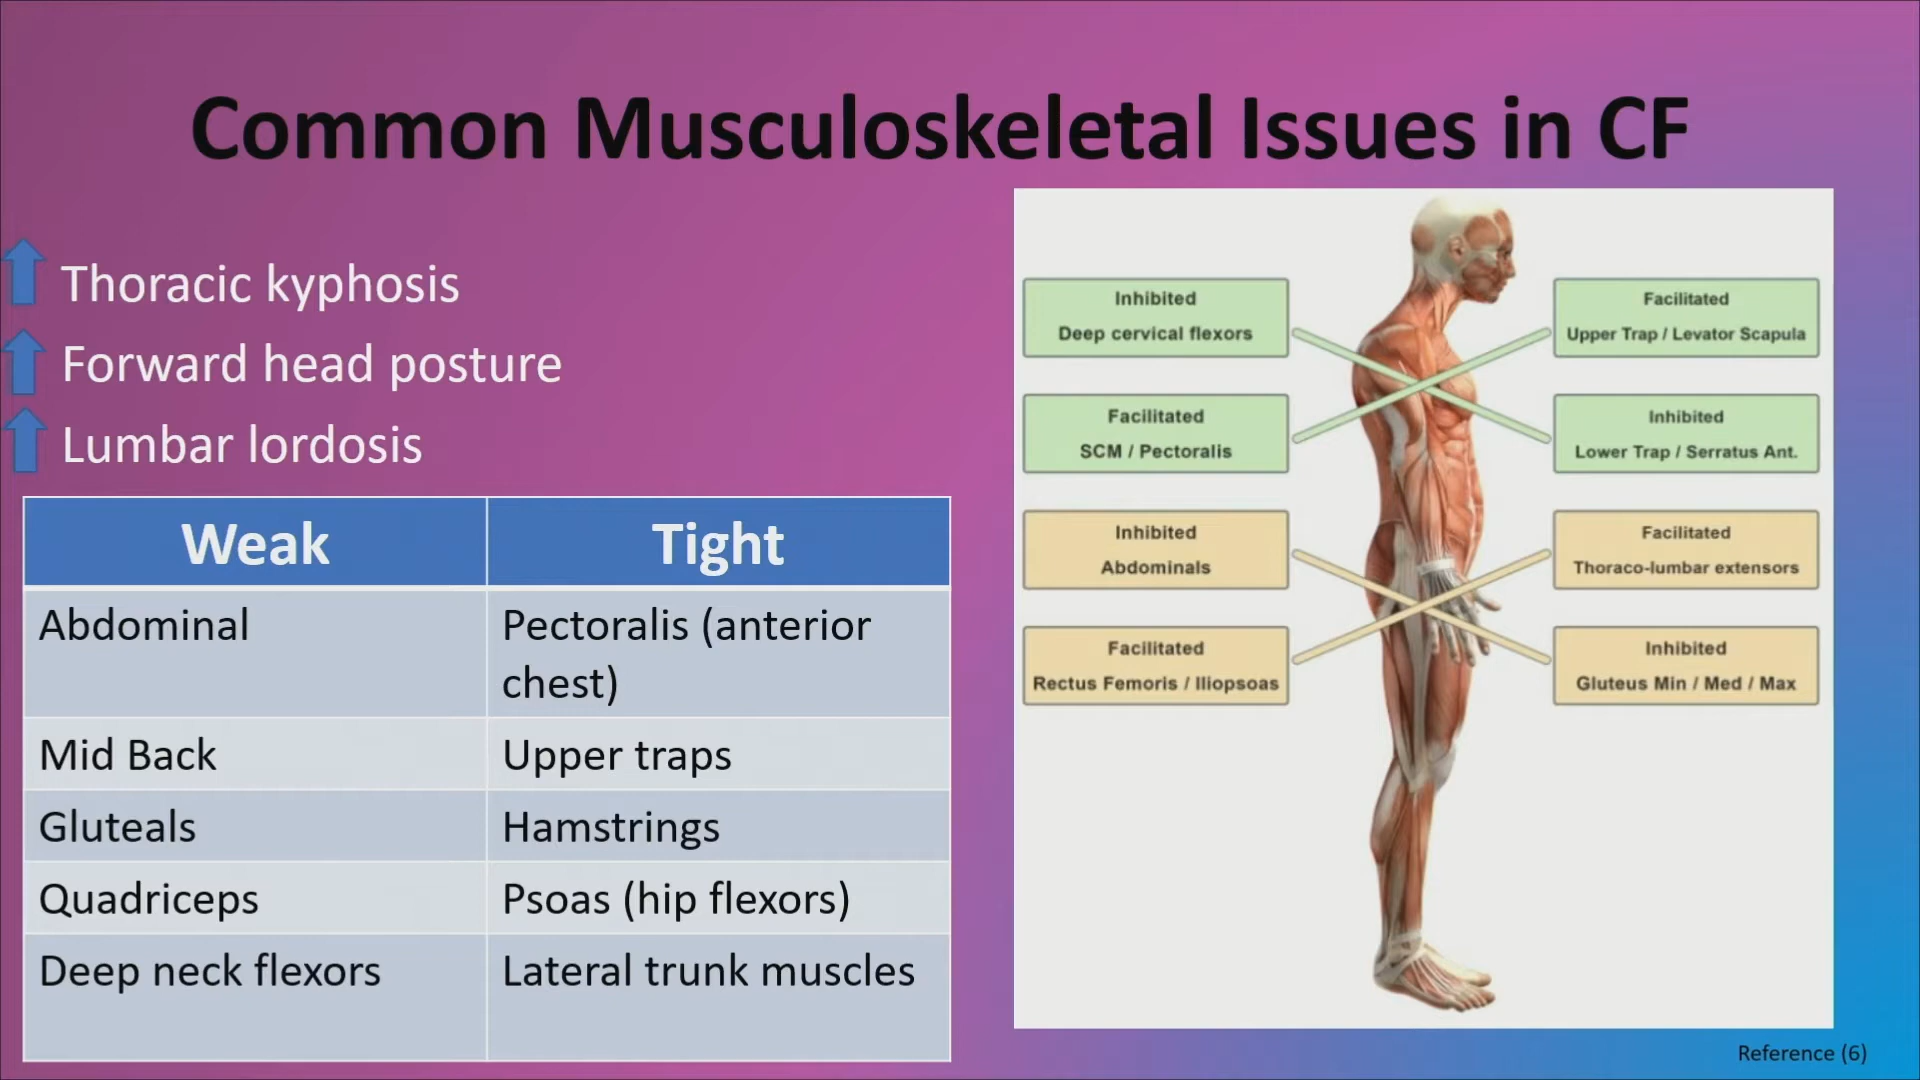 Common Musculoskeletal Issues in CF
Thoracic kyphosis
Forward head posture
Lumbar lordosis
Weak
Tight
Abdominal
Pectoralis (anterior
chest)
Mid Back
Upper traps
Gluteals
Hamstrings
Quadriceps
Psoas (hip flexors)
Deep neck flexors
Lateral trunk muscles
Inhibited
Deep cervical flexors
Facilitated
Upper Trap / Levator Scapula
Facilitated
SCM / Pectoralis
Inhibited
Lower Trap / Serratus Ant.
Inhibited
Abdominals
Facilitated
Thoraco-lumbar extensors
Facilitated
Rectus Femoris / Iliopsoas
Inhibited
Gluteus Min / Med / Max
Reference (6)